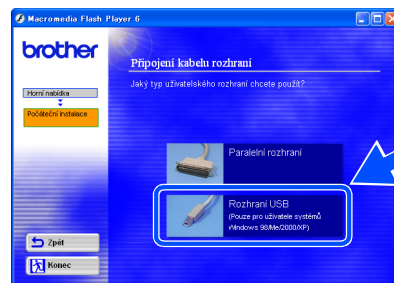 Macromedia Flash Player 6
brother
Připojení kabelu rozhraní
Jaký typ uživatelského rozhraní chcete použít?
Horní nabídka
Počáteční instalace
Paralelní rozhraní
Rozhraní USB
(Pouze pro uživatele systémů
Windows 98/Me/2000/XP)
Zpět
Konec